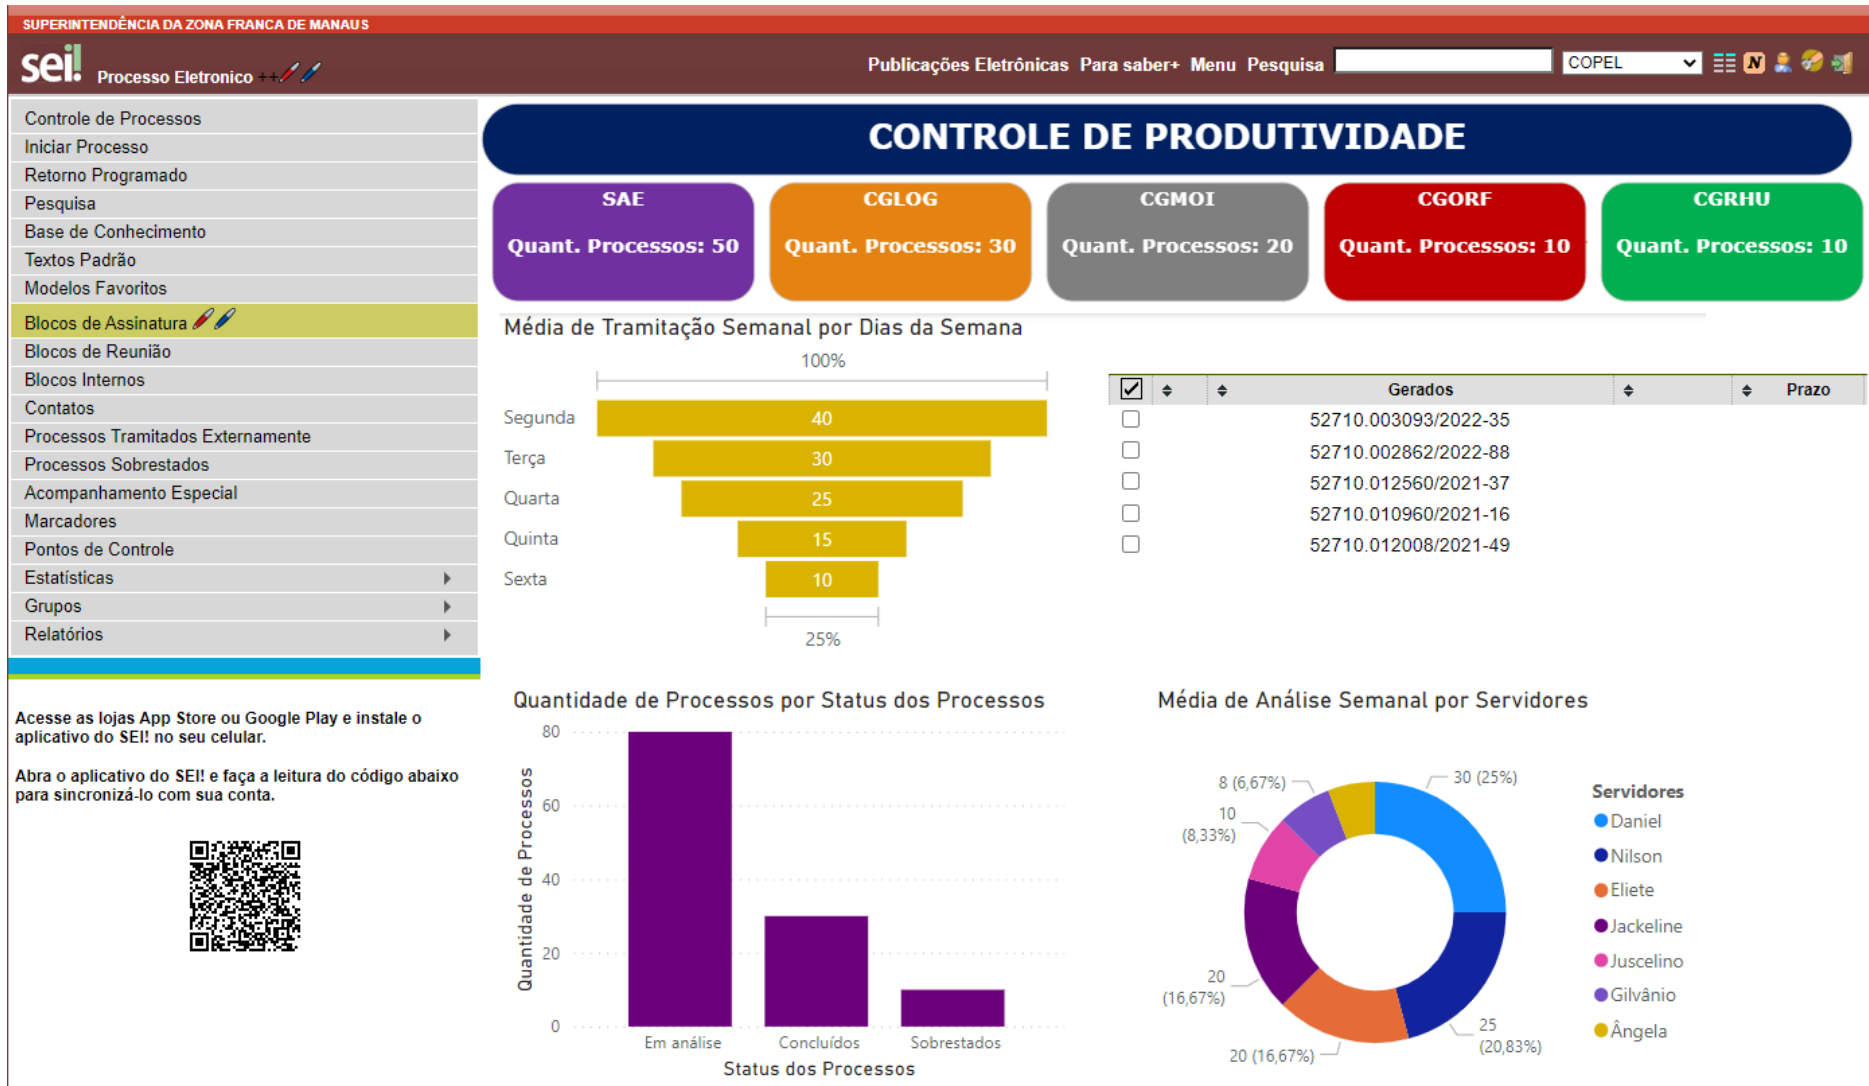 SUPERINTENDÊNCIA DA ZONA FRANCA DE MANAUS
sei! Processo Eletronico ++
Publicações Eletrônicas Para saber+ Menu Pesquisa COPEL N
Controle de Processos
Iniciar Processo
Retorno Programado
Pesquisa
Base de Conhecimento
Textos Padrão
Modelos Favoritos
Blocos de Assinatura
Blocos de Reunião
Blocos Internos
Contatos
Processos Tramitados Externamente
Processos Sobrestados
Acompanhamento Especial
Marcadores
Pontos de Controle
Estatísticas
Grupos
Relatórios
Acesse as lojas App Store ou Google Play e instale o
aplicativo do SEI! no seu celular.
Abra o aplicativo do SEI! e faça a leitura do código abaixo
para sincronizá-lo com sua conta.
CONTROLE DE PRODUTIVIDADE
SAE
Quant. Processos: 50
CGLOG
Quant. Processos: 30
CGMOI
Quant. Processos: 20
CGORF
Quant. Processos: 10
CGRHU
Quant. Processos: 10
Média de Tramitação Semanal por Dias da Semana
100%
Segunda 40
Terça 30
Quarta 25
Quinta 15
Sexta 10
25%
Gerados Prazo
52710.003093/2022-35
52710.002862/2022-88
52710.012560/2021-37
52710.010960/2021-16
52710.012008/2021-49
Quantidade de Processos por Status dos Processos
Quantidade de Processos
80
60
40
20
0
Em análise Concluídos Sobrestados
Status dos Processos
Média de Análise Semanal por Servidores
30 (25%)
25
(20,83%)
20 (16,67%)
20
(16,67%)
10
(8,33%)
8 (6,67%)
Servidores
Daniel
Nilson
Eliete
Jackeline
Juscelino
Gilvânio
Ângela